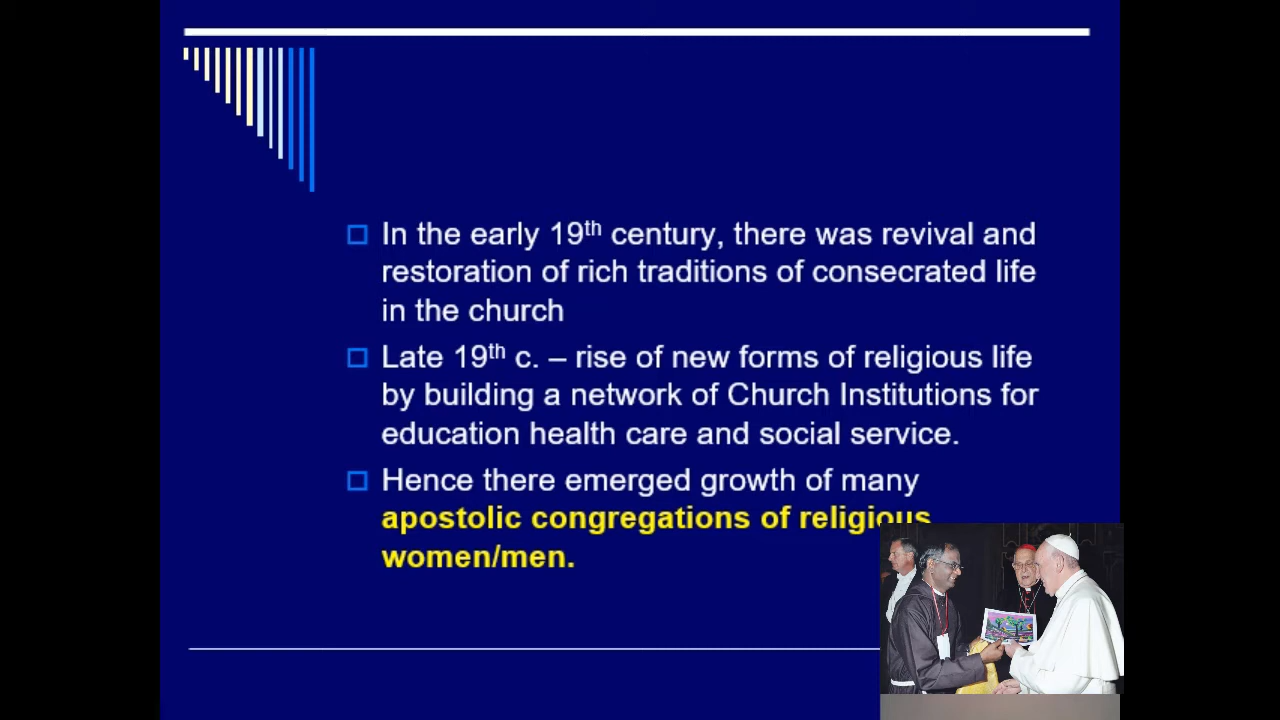 In the early 19th century, there was revival and
restoration of rich traditions of consecrated life
in the church
Late 19th c. – rise of new forms of religious life
by building a network of Church Institutions for
education health care and social service.
Hence there emerged growth of many
apostolic congregations of religious
women/men.